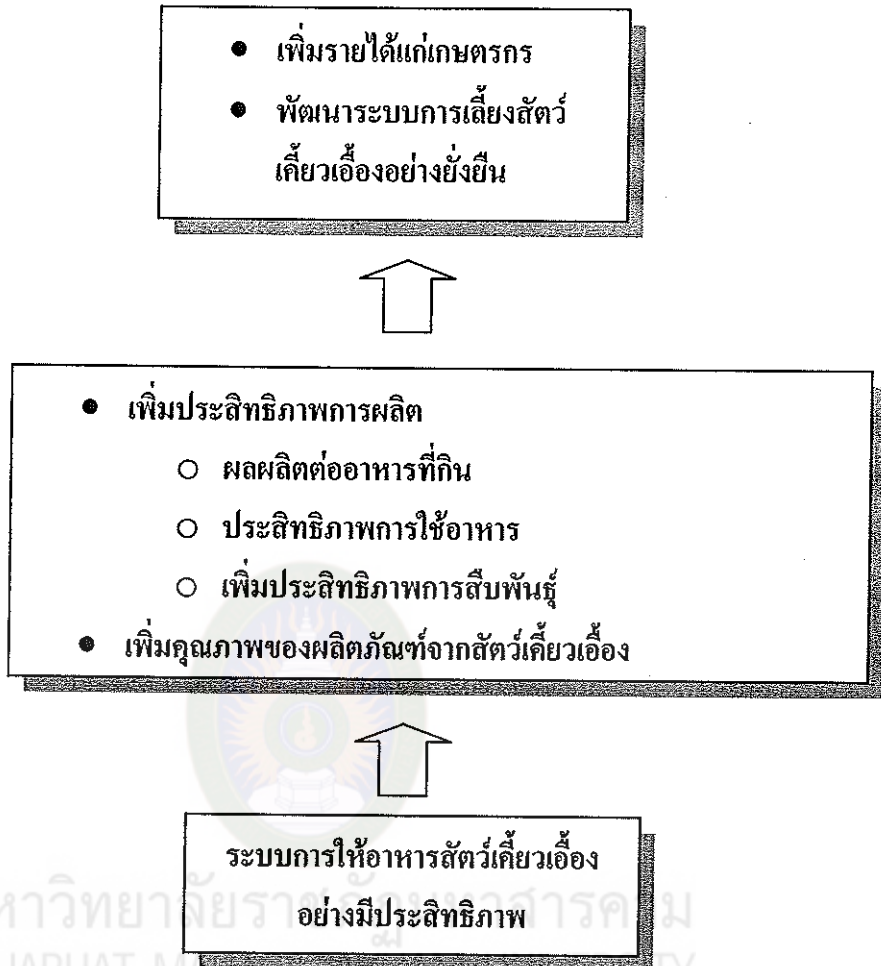 ● เพิ่มรายได้แก่เกษตรกร
● พัฒนาระบบการเลี้ยงสัตว์
เคี้ยวเอื้องอย่างยั่งยืน
● เพิ่มประสิทธิภาพการผลิต
○ ผลผลิตต่ออาหารที่กิน
○ ประสิทธิภาพการใช้อาหาร
○ เพิ่มประสิทธิภาพการสืบพันธุ์
● เพิ่มคุณภาพของผลิตภัณฑ์จากสัตว์เคี้ยวเอื้อง
ระบบการให้อาหารสัตว์เคี้ยวเอื้อง
อย่างมีประสิทธิภาพ